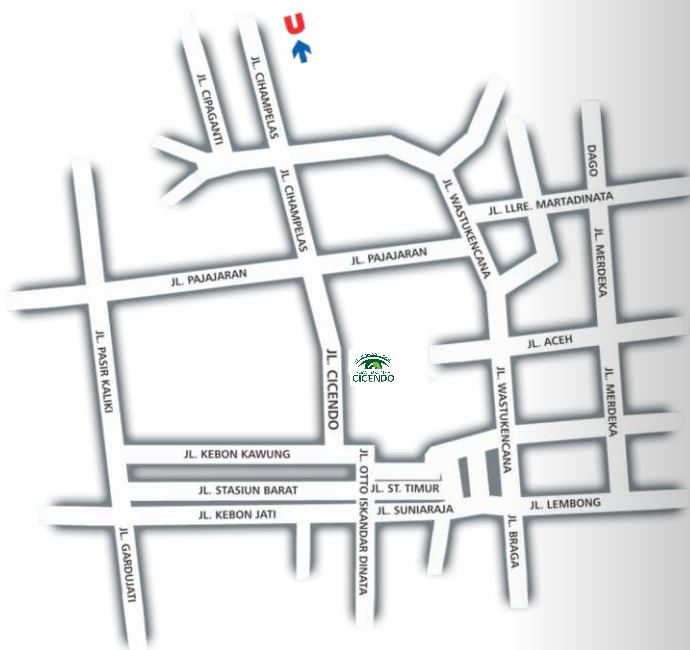 U
JL. CIPAGANTI
JL. CIHAMPELAS
DAGO
JL. CIHAMPELAS
JL. WASTUKENCANA
JL. LLRE. MARTADINATA
JL. PAJAJARAN
JL. PAJAJARAN
JL. MERDEKA
JL. PASIR KALIKI
JL. CICENDO
CICENDO
JL. ACEH
JL. WASTUKENCANA
JL. MERDEKA
JL. KEBON KAWUNG
JL. OTTO ISKANDAR DINATA
JL. STASIUN BARAT
JL. ST. TIMUR
JL. KEBON JATI
JL. SUNIARAJA
JL. LEMBONG
JL. GARDUJATI
JL. BRAGA